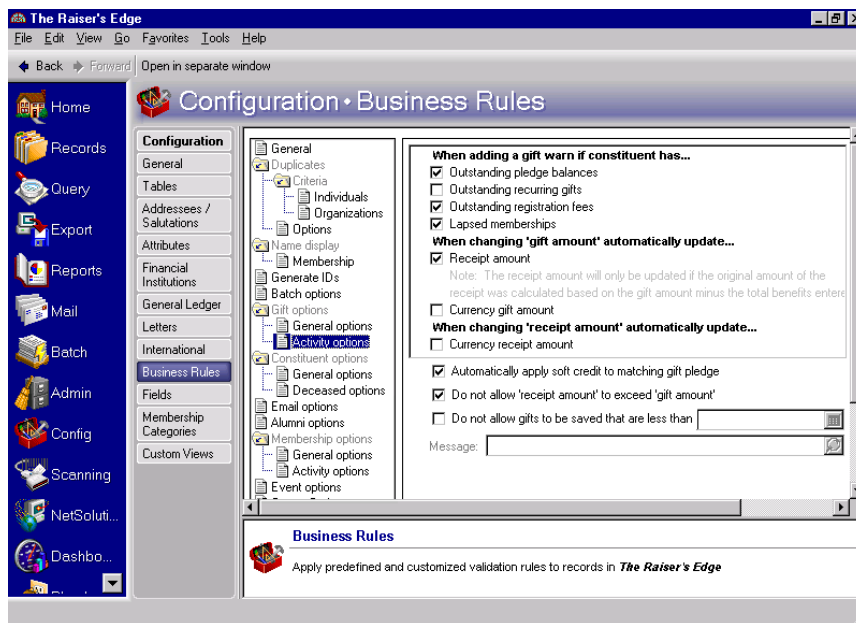 The Raiser's Edge
File Edit View Go Favorites Tools Help
Back Forward Open in separate window
Configuration • Business Rules
Home
Records
Query
Export
Reports
Mail
Batch
Admin
Config
Scanning
NetSoluti...
Dashbo...
Configuration
General
Tables
Addressees /
Salutations
Attributes
Financial
Institutions
General Ledger
Letters
International
Business Rules
Fields
Membership
Categories
Custom Views
General
Duplicates
Criteria
Individuals
Organizations
Options
Name display
Membership
Generate IDs
Batch options
Gift options
General options
Activity options
Constituent options
General options
Deceased options
Email options
Alumni options
Membership options
General options
Activity options
Event options
When adding a gift warn if constituent has...
Outstanding pledge balances
Outstanding recurring gifts
Outstanding registration fees
Lapsed memberships
When changing 'gift amount' automatically update...
Receipt amount
Note: The receipt amount will only be updated if the original amount of the
receipt was calculated based on the gift amount minus the total benefits entere
Currency gift amount
When changing 'receipt amount' automatically update...
Currency receipt amount
Automatically apply soft credit to matching gift pledge
Do not allow 'receipt amount' to exceed 'gift amount'
Do not allow gifts to be saved that are less than
Message:
Business Rules
Apply predefined and customized validation rules to records in The Raiser's Edge